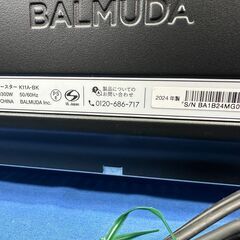 BALMUDA
ースター K11A-BK
300W 50/60Hz
CHINA BALMUDA Inc.
製品についての
お問い合わせ
0120-686-717
2024年製
S/N BA1B24MG0